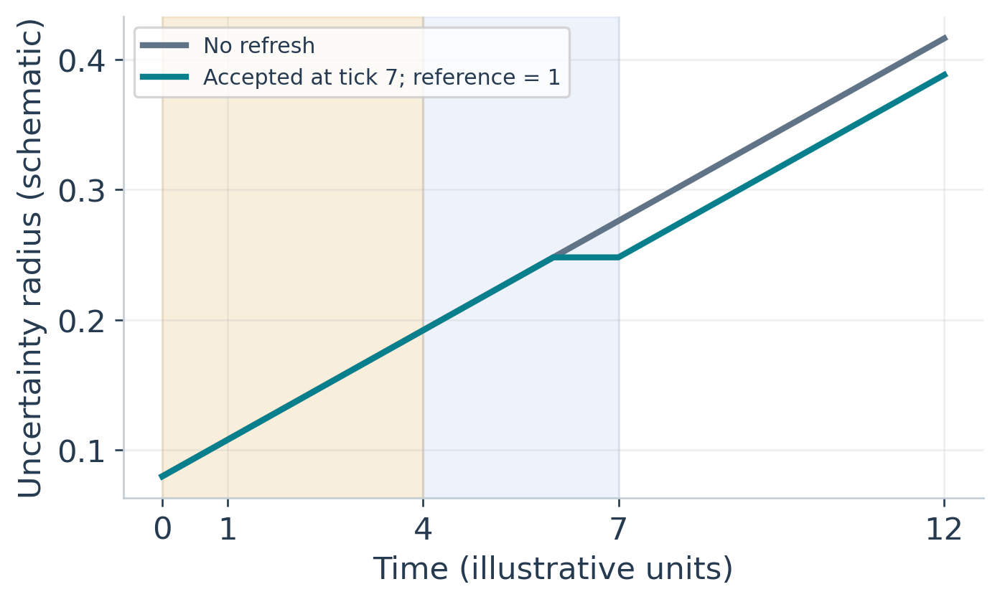 Uncertainty radius (schematic)
No refresh
Accepted at tick 7; reference = 1
0.4
0.3
0.2
0.1
0 1 4 7 12
Time (illustrative units)